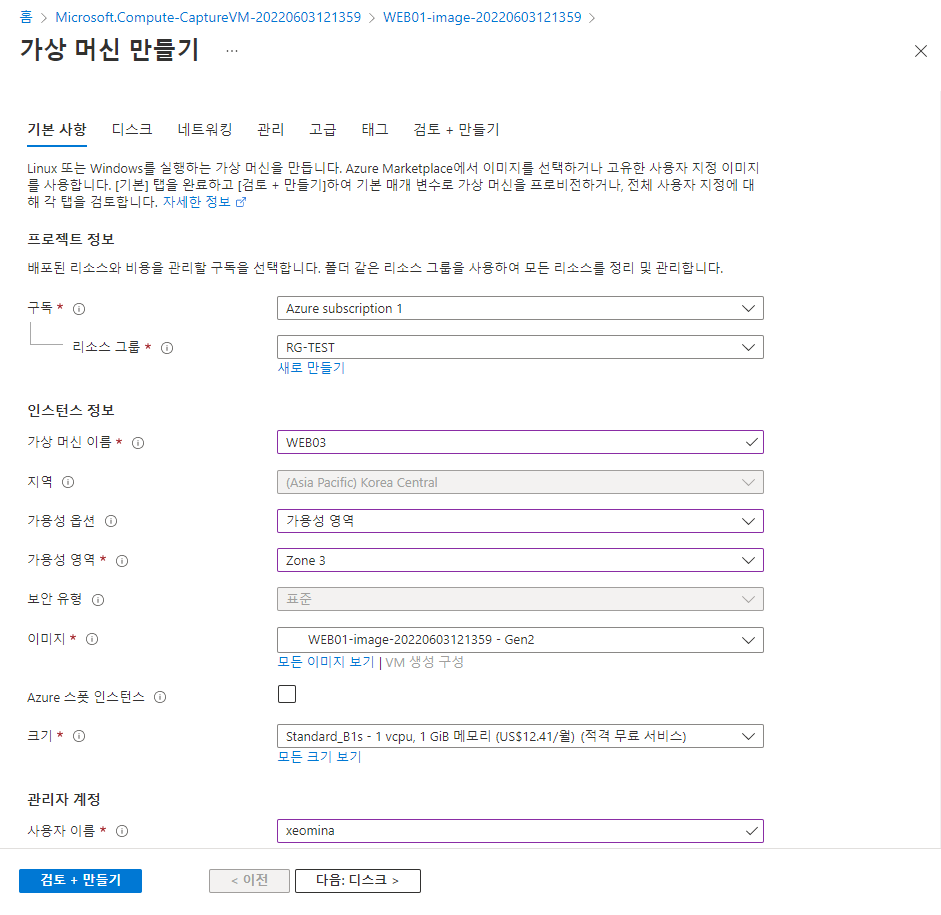 홈 > Microsoft.Compute-CaptureVM-20220603121359 > WEB01-image-20220603121359 >
가상 머신 만들기 ...
기본 사항 디스크 네트워킹 관리 고급 태그 검토 + 만들기
Linux 또는 Windows를 실행하는 가상 머신을 만듭니다. Azure Marketplace에서 이미지를 선택하거나 고유한 사용자 지정 이미지
를 사용합니다. [기본] 탭을 완료하고 [검토 + 만들기]하여 기본 매개 변수로 가상 머신을 프로비전하거나, 전체 사용자 지정에 대
해 각 탭을 검토합니다. 자세한 정보
프로젝트 정보
배포된 리소스와 비용을 관리할 구독을 선택합니다. 폴더 같은 리소스 그룹을 사용하여 모든 리소스를 정리 및 관리합니다.
구독 * Azure subscription 1
리소스 그룹 * RG-TEST
새로 만들기
인스턴스 정보
가상 머신 이름 * WEB03
지역 (Asia Pacific) Korea Central
가용성 옵션 가용성 영역
가용성 영역 * Zone 3
보안 유형 표준
이미지 * WEB01-image-20220603121359 - Gen2
모든 이미지 보기 | VM 생성 구성
Azure 스폿 인스턴스
크기 * Standard_B1s - 1 vcpu, 1 GiB 메모리 (US$12.41/월) (적격 무료 서비스)
모든 크기 보기
관리자 계정
사용자 이름 * xeomina
검토 + 만들기 < 이전 다음: 디스크 >